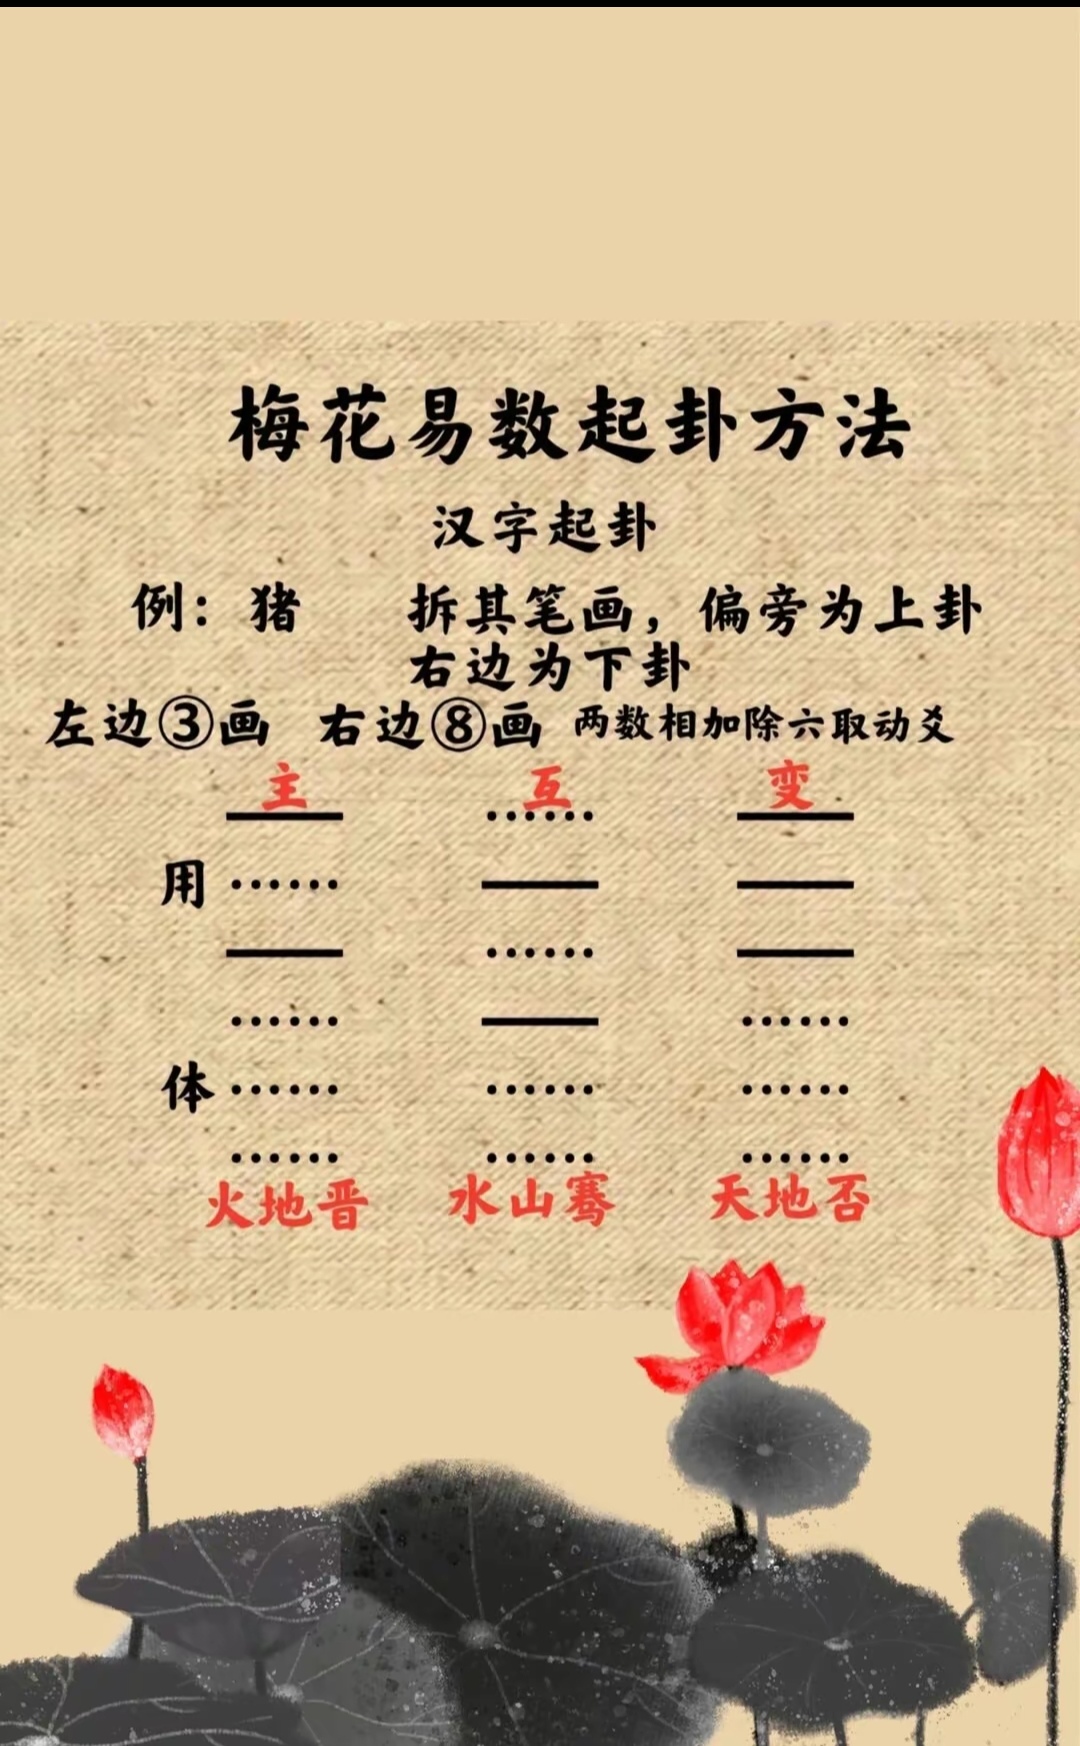 梅花易数起卦方法
汉字起卦
例：猪 拆其笔画，偏旁为上卦
右边为下卦
左边③画 右边⑧画 两数相加除六取动爻
主 互 变
用
体
火地晋 水山骞 天地否